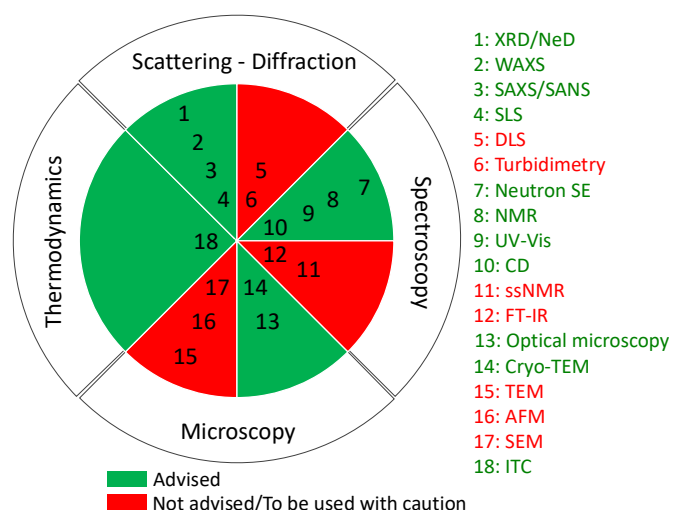 Scattering - Diffraction
Spectroscopy
Microscopy
Thermodynamics
1
2
3
4
5
6
7
8
9
10
11
12
13
14
15
16
17
18
1: XRD/NeD
2: WAXS
3: SAXS/SANS
4: SLS
5: DLS
6: Turbidimetry
7: Neutron SE
8: NMR
9: UV-Vis
10: CD
11: ssNMR
12: FT-IR
13: Optical microscopy
14: Cryo-TEM
15: TEM
16: AFM
17: SEM
18: ITC
Advised
Not advised/To be used with caution